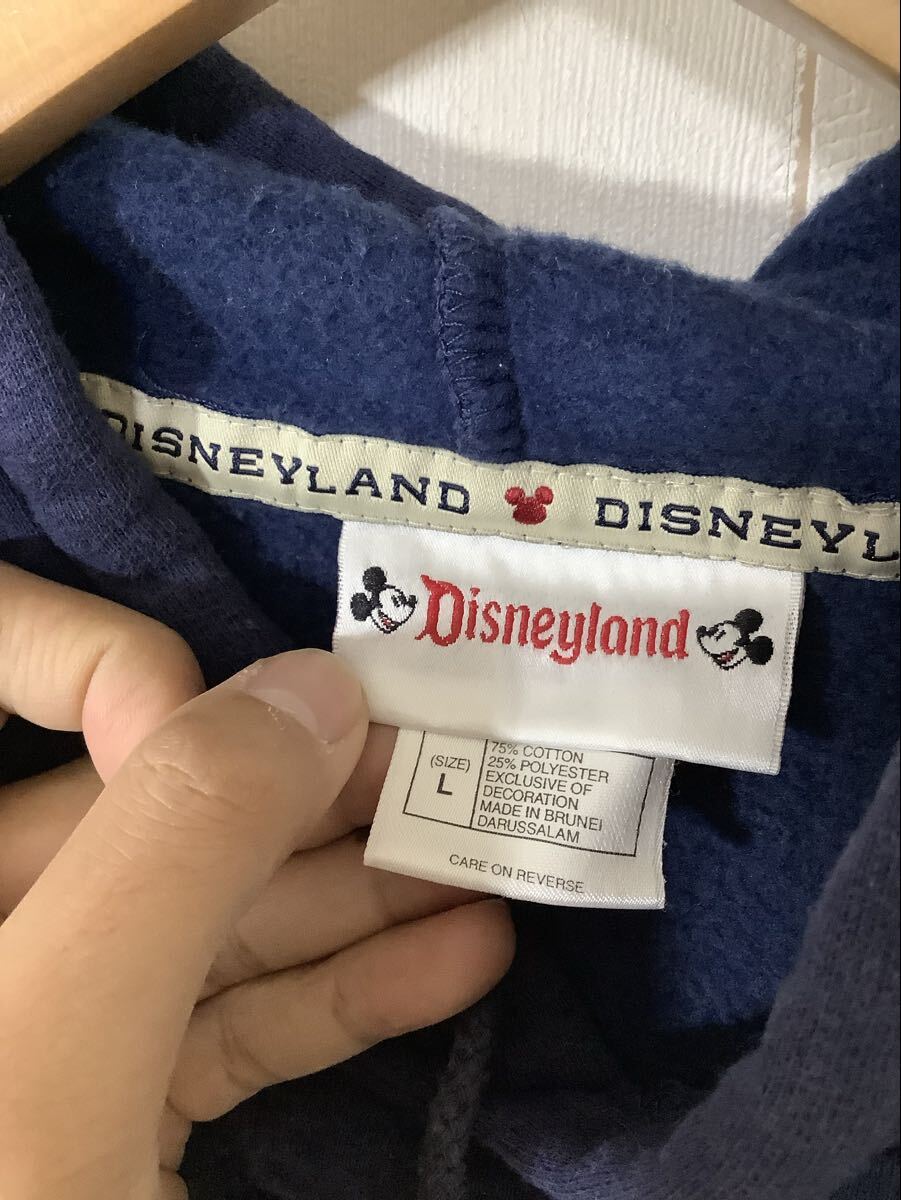 DISNEYLAND DISNEYL
Disneyland
(SIZE)
L
75% COTTON
25% POLYESTER
EXCLUSIVE OF
DECORATION
MADE IN BRUNEI
DARUSSALAM
CARE ON REVERSE